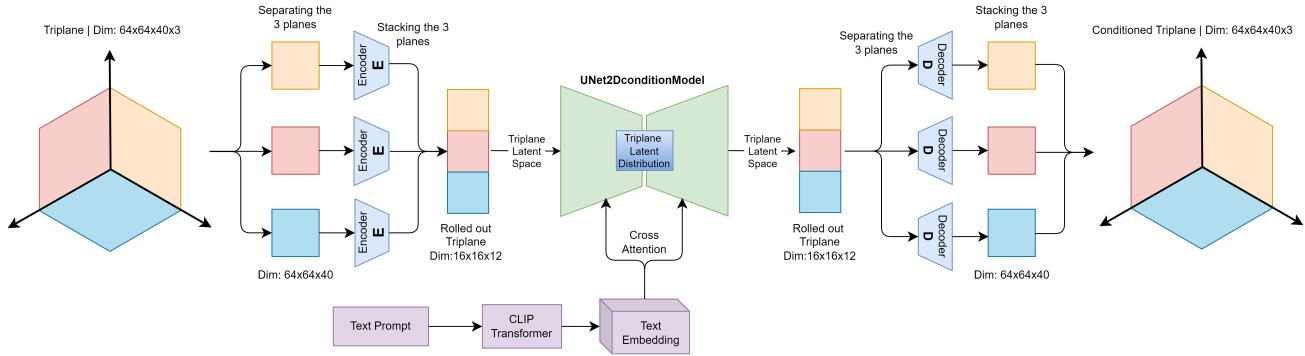 Triplane | Dim: 64x64x40x3
Separating the
3 planes
Dim: 64x64x40
Encoder
E
Encoder
E
Encoder
E
Stacking the 3
planes
Rolled out
Triplane
Dim:16x16x12
Triplane
Latent
Space
UNet2DconditionModel
Triplane
Latent
Distribution
Cross
Attention
Text Prompt
CLIP
Transformer
Text
Embedding
Triplane
Latent
Space
Rolled out
Triplane
Dim:16x16x12
Separating the
3 planes
Decoder
D
Decoder
D
Decoder
D
Stacking the 3
planes
Dim: 64x64x40
Conditioned Triplane | Dim: 64x64x40x3